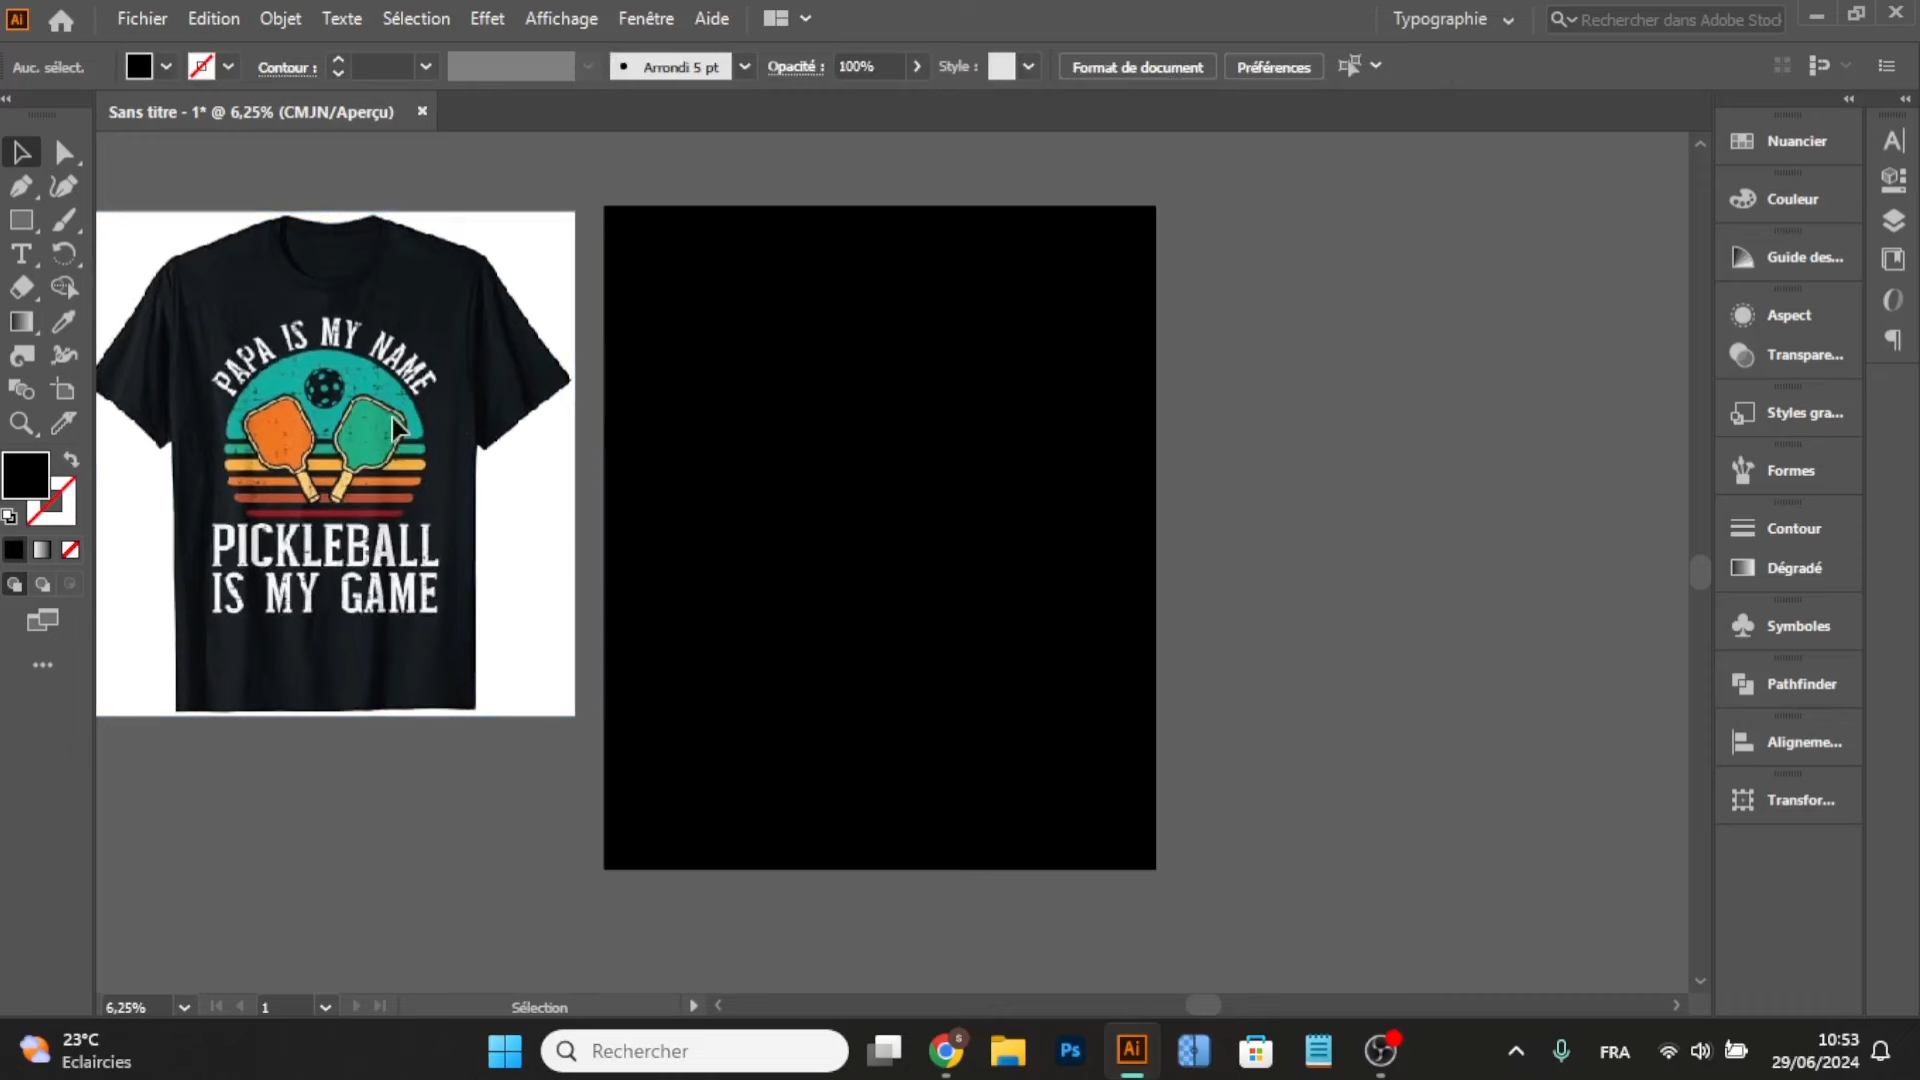 Ai Fichier Edition Objet Texte Sélection Effet Affichage Fenêtre Aide Typographie Rechercher dans Adobe Stock
Auc. sélect. Contour : Arrondi 5 pt Opacité : 100% Style : Format de document Préférences
Sans titre - 1* @ 6,25% (CMJN/Aperçu)
PAPA IS MY NAME
PICKLEBALL
IS MY GAME
Nuancier
Couleur
Guide des...
Aspect
Transpare...
Styles gra...
Formes
Contour
Dégradé
Symboles
Pathfinder
Aligneme...
Transfor...
6,25% 1 Sélection
23°C
Eclaircies
Rechercher
S
Ps
Ai
FRA
10:53
29/06/2024